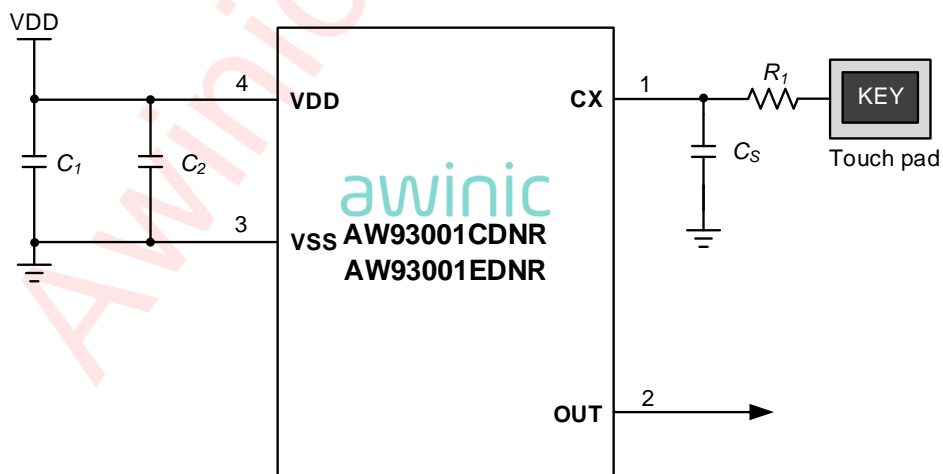 VDD
4
VDD
CX
1
R1
KEY
C1
C2
CS
Touch pad
awinic
3
VSS
AW93001CDNR
AW93001EDNR
OUT
2
Awinic